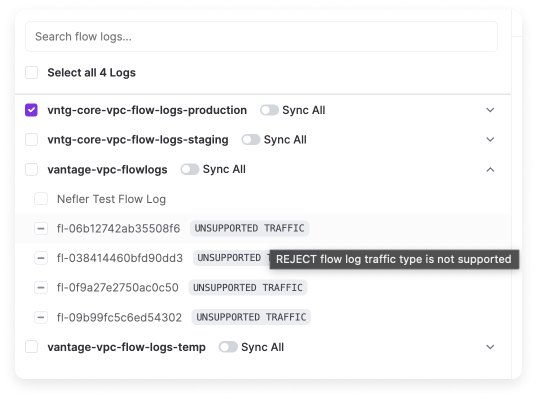 Search flow logs...
Select all 4 Logs
vntg-core-vpc-flow-logs-production Sync All
vntg-core-vpc-flow-logs-staging Sync All
vantage-vpc-flowlogs Sync All
Nefler Test Flow Log
fl-06b12742ab35508f6 UNSUPPORTED TRAFFIC
fl-038414460bfd90dd3 UNSUPPORTED
REJECT flow log traffic type is not supported
fl-0f9a27e2750ac0c50 UNSUPPORTED TRAFFIC
fl-09b99fc5c6ed54302 UNSUPPORTED TRAFFIC
vantage-vpc-flow-logs-temp Sync All